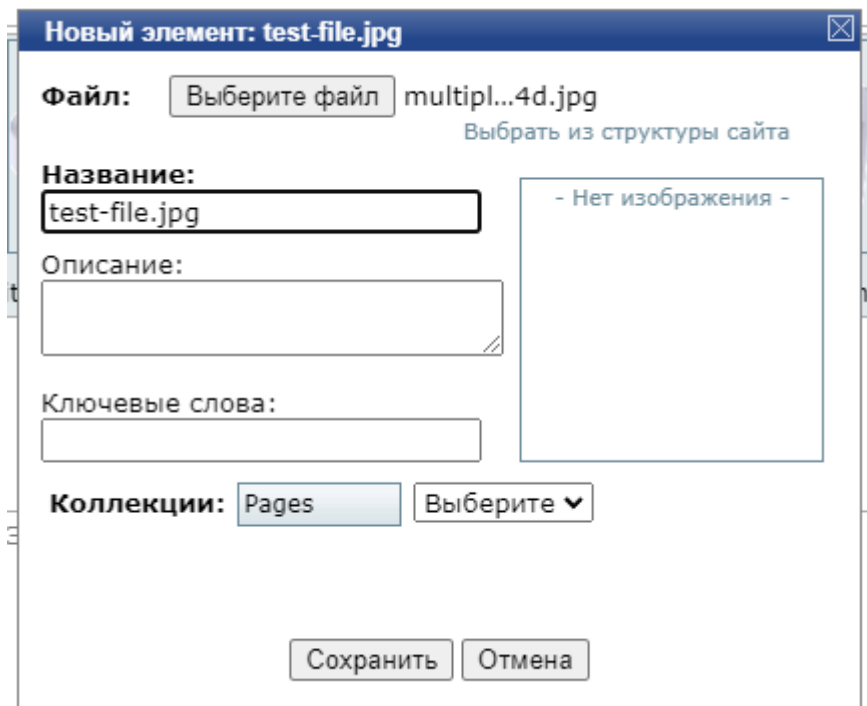 Новый элемент: test-file.jpg
Файл: Выберите файл multipl...4d.jpg
Выбрать из структуры сайта
Название:
test-file.jpg
- Нет изображения -
Описание:
Ключевые слова:
Коллекции: Pages Выберите
Сохранить Отмена